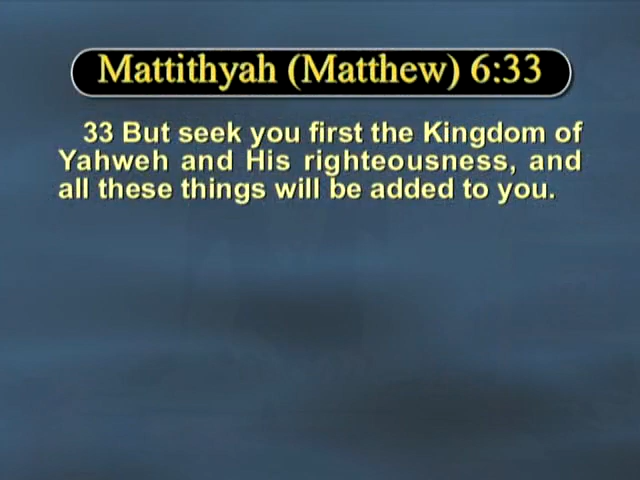 Mattithyah (Matthew) 6:33
33 But seek you first the Kingdom of
Yahweh and His righteousness, and
all these things will be added to you.